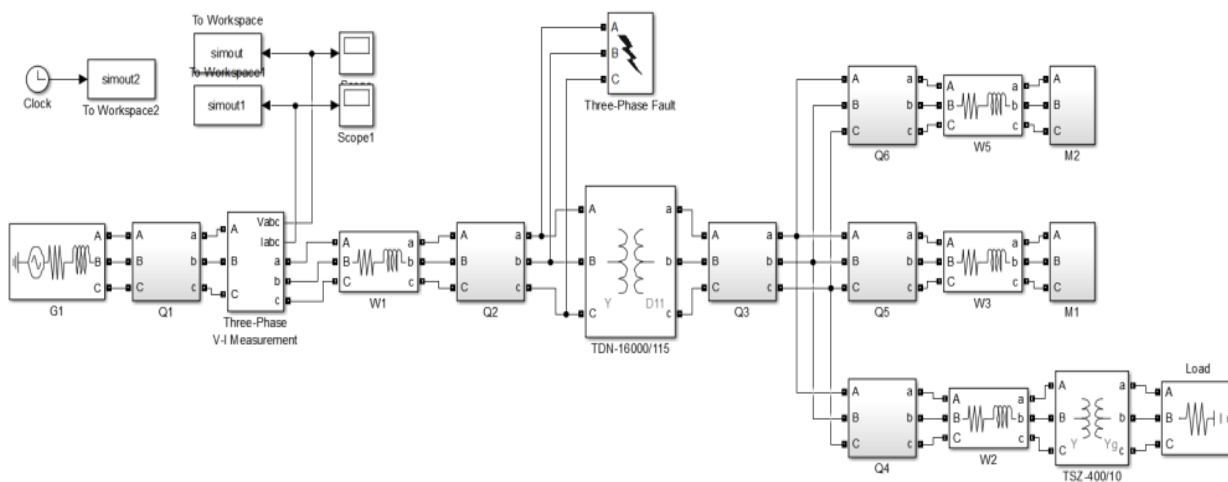 To Workspace
simout
To Workspace1
simout1
Scope1
Clock
simout2
To Workspace2
A
B
C
Three-Phase Fault
A a
B b
C c
Q6
A a
B b
C c
W5
A
B
C
M2
A
B
C
G1
A a
B b
C c
Q1
A
B
C
Vabc
Iabc
a
b
c
Three-Phase
V-I Measurement
A a
B b
C c
W1
A a
B b
C c
Q2
A a
B b
C c
Y D11
TDN-16000/115
A a
B b
C c
Q3
A a
B b
C c
Q5
A a
B b
C c
W3
A
B
C
M1
A a
B b
C c
Q4
A a
B b
C c
W2
A a
B b
C c
Y Yg
TSZ-400/10
Load
A
B
C